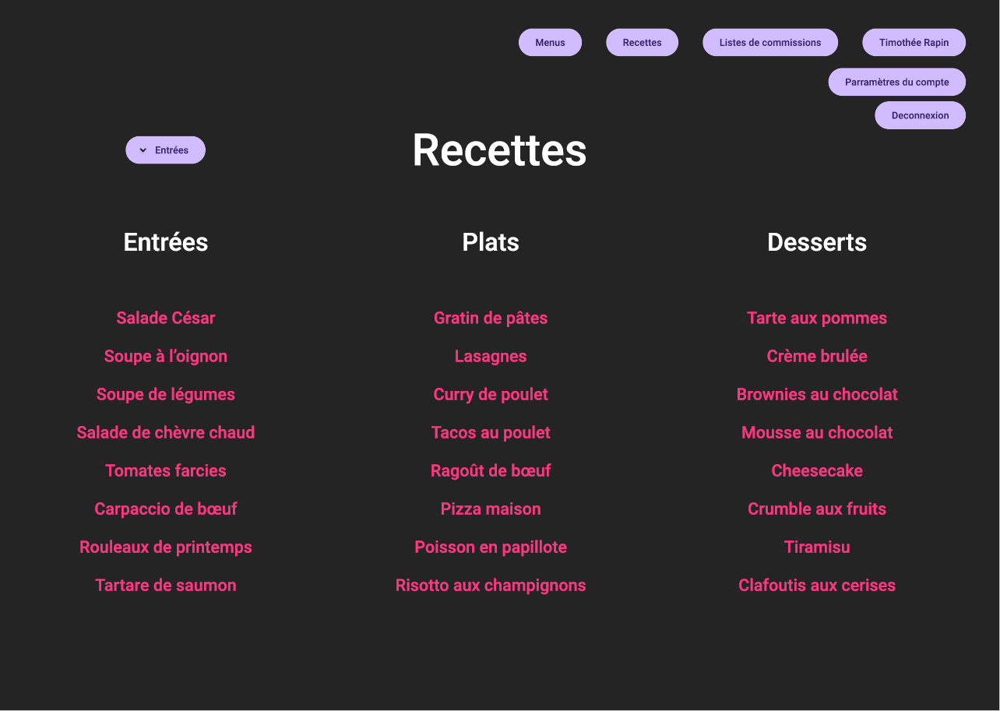 Menus
Recettes
Listes de commissions
Timothée Rapin
Parramètres du compte
Deconnexion
Entrées
Recettes
Entrées
Salade César
Soupe à l’oignon
Soupe de légumes
Salade de chèvre chaud
Tomates farcies
Carpaccio de bœuf
Rouleaux de printemps
Tartare de saumon
Plats
Gratin de pâtes
Lasagnes
Curry de poulet
Tacos au poulet
Ragoût de bœuf
Pizza maison
Poisson en papillote
Risotto aux champignons
Desserts
Tarte aux pommes
Crème brulée
Brownies au chocolat
Mousse au chocolat
Cheesecake
Crumble aux fruits
Tiramisu
Clafoutis aux cerises